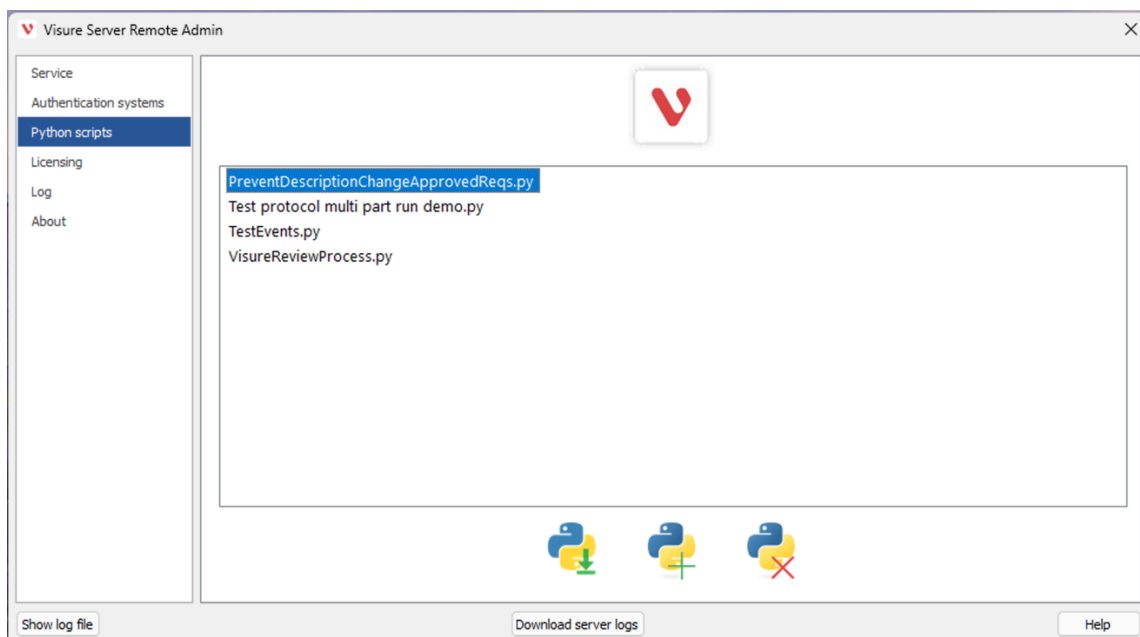 Visure Server Remote Admin
Service
Authentication systems
Python scripts
Licensing
Log
About
PreventDescriptionChangeApprovedReqs.py
Test protocol multi part run demo.py
TestEvents.py
VisureReviewProcess.py
Show log file
Download server logs
Help